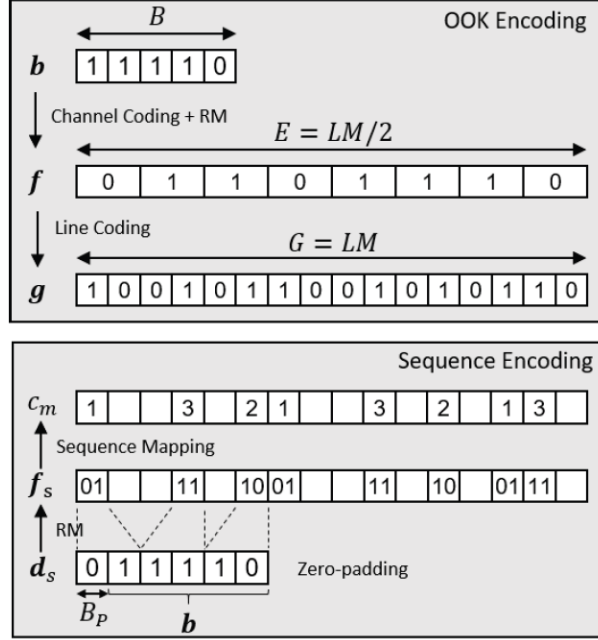 OOK Encoding
B
b 1 1 1 1 0
Channel Coding + RM
E = LM/2
f 0 1 1 0 1 1 1 0
Line Coding
G = LM
g 1 0 0 1 0 1 1 0 0 1 0 1 0 1 1 0
Sequence Encoding
c_m 1 3 2 1 3 2 1 3
Sequence Mapping
f_s 01 11 10 01 11 10 01 11
RM
d_s 0 1 1 1 1 0 Zero-padding
B_P b